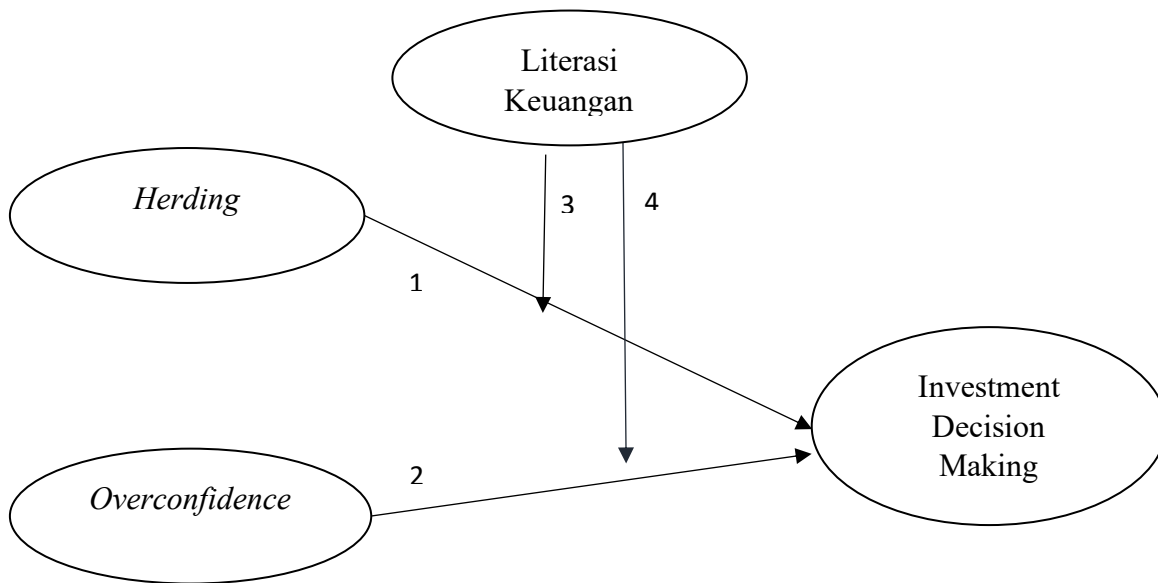 Literasi
Keuangan
Herding
3
4
1
Investment
Decision
Making
2
Overconfidence